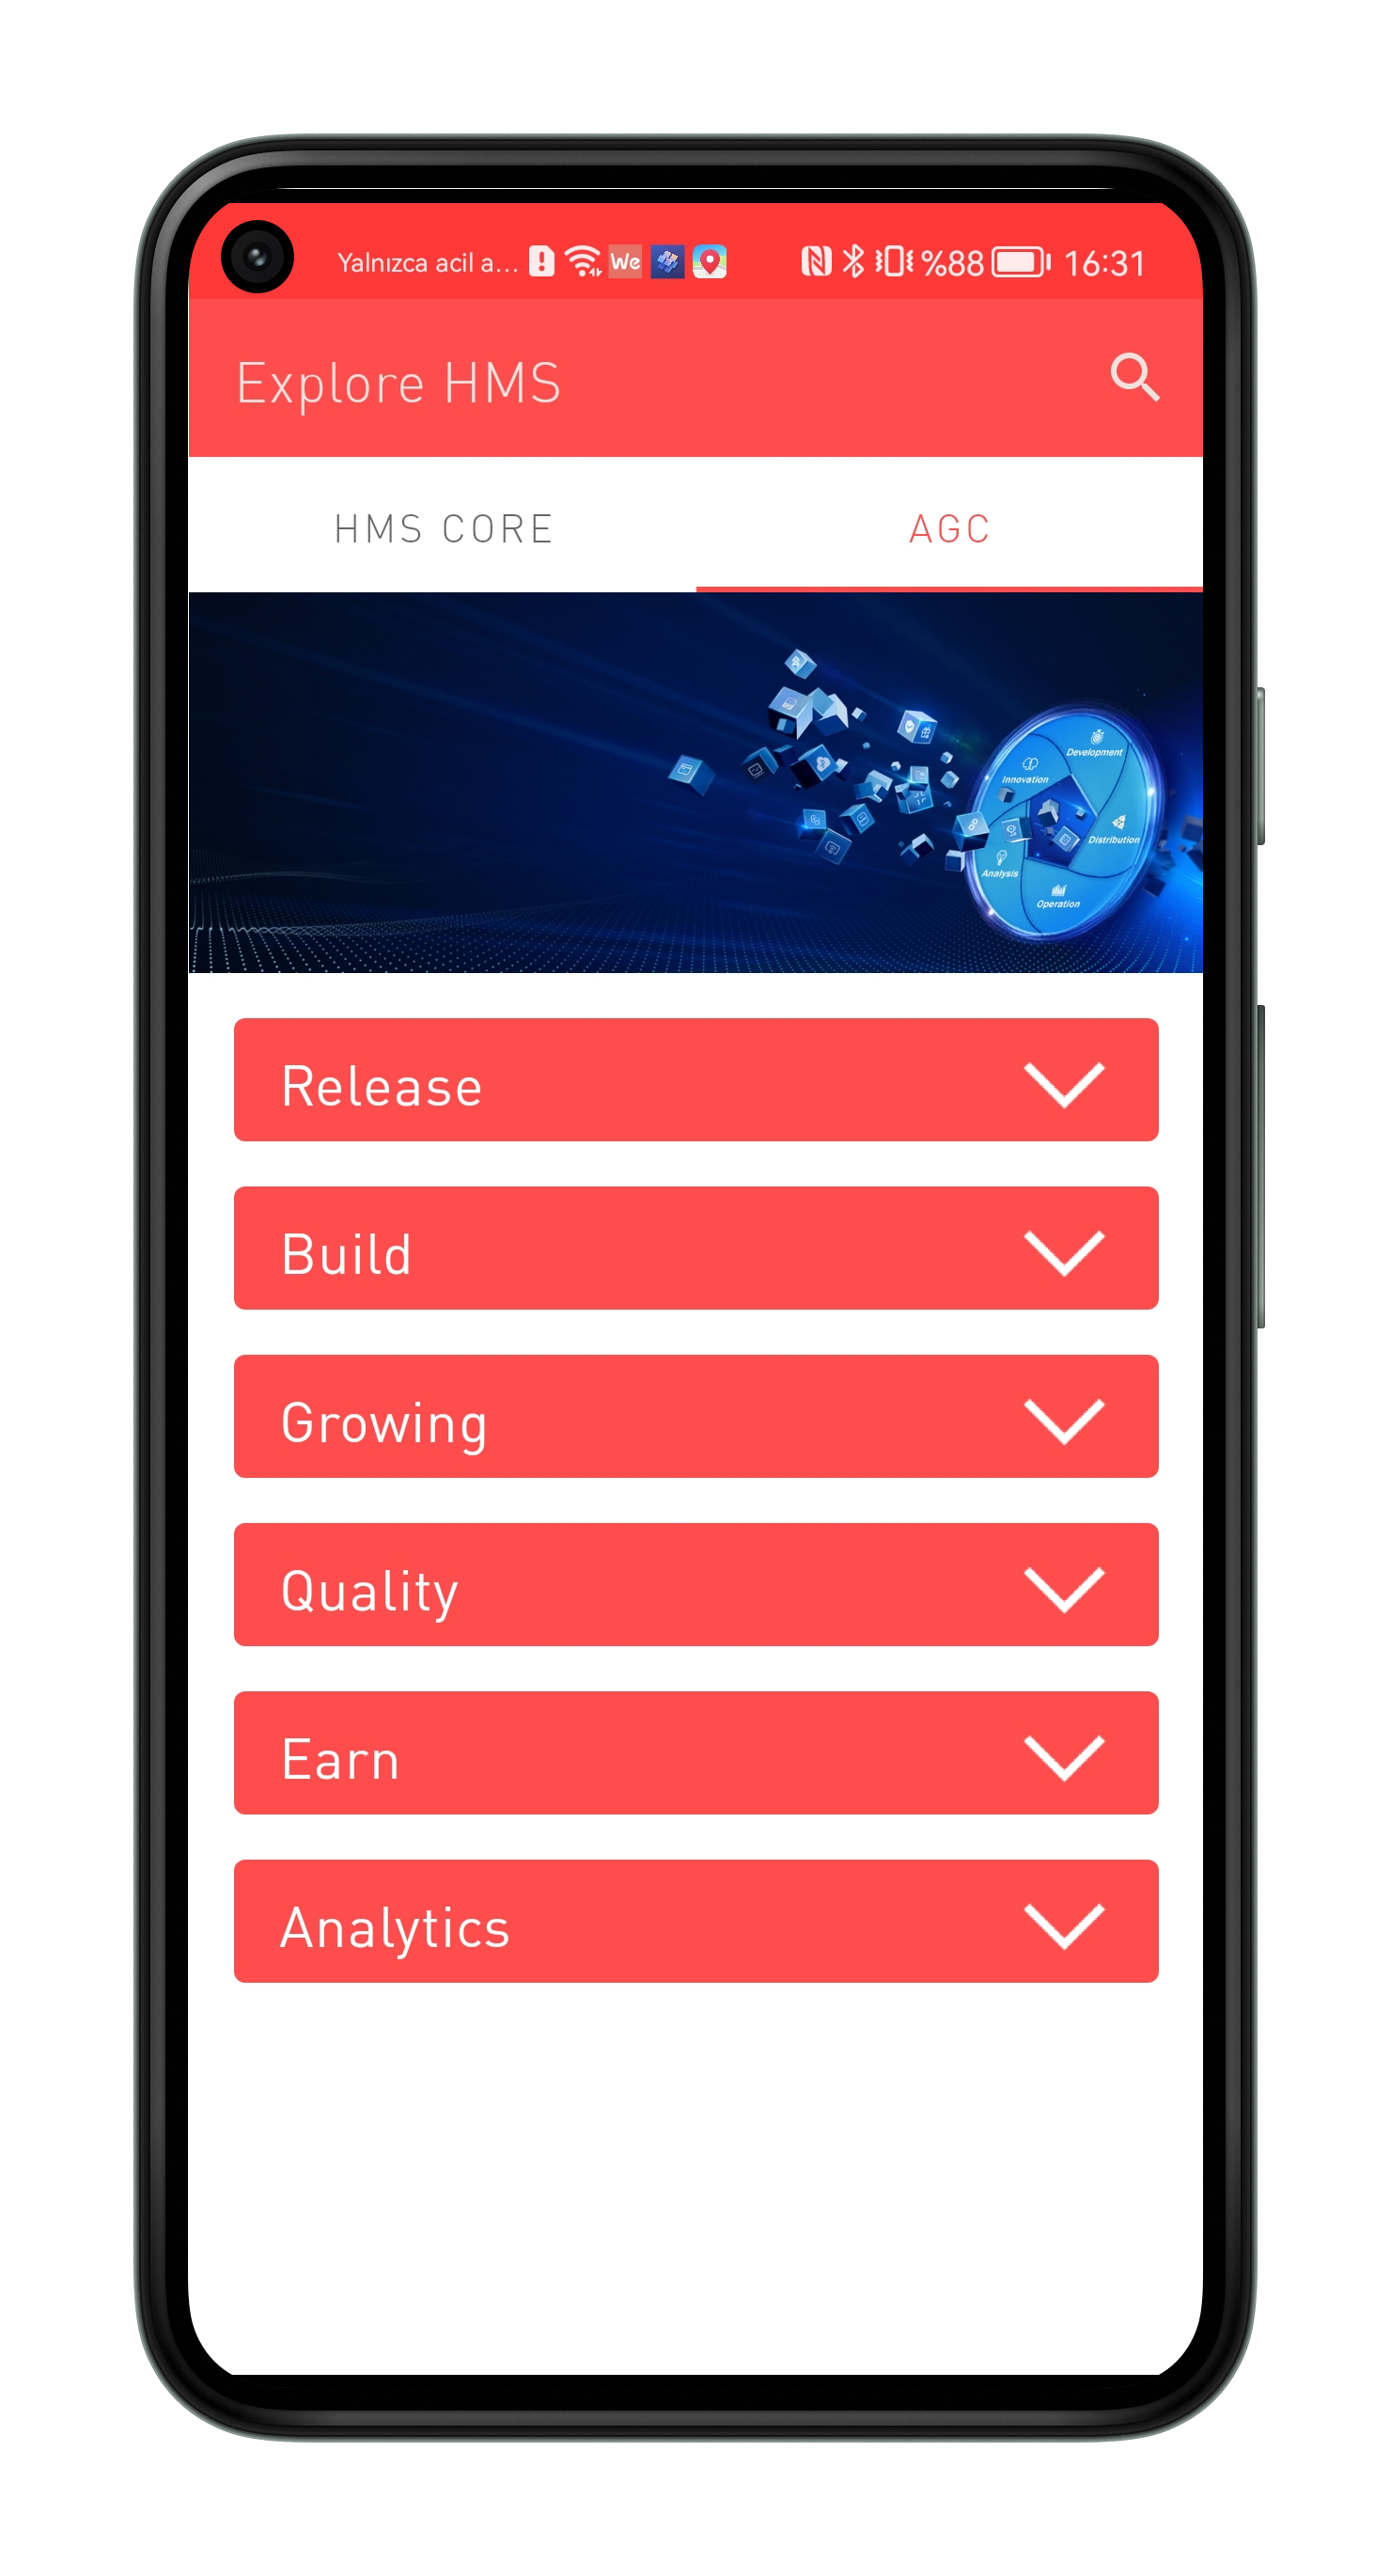 Yalnızca acil a... We %88 16:31
Explore HMS
HMS CORE AGC
Development
Innovation
Distribution
Analysis
Operation
Release
Build
Growing
Quality
Earn
Analytics